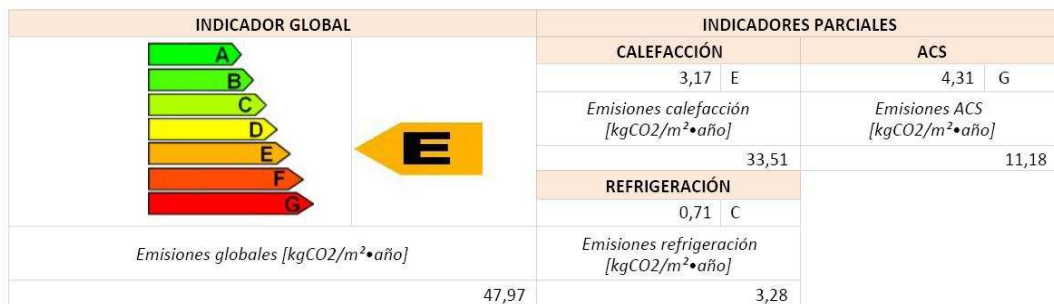 INDICADOR GLOBAL
INDICADORES PARCIALES
A
B
C
D
E
F
G
E
CALEFACCIÓN
ACS
3,17 E
4,31 G
Emisiones calefacción
[kgCO2/m²•año]
Emisiones ACS
[kgCO2/m²•año]
33,51
11,18
REFRIGERACIÓN
0,71 C
Emisiones globales [kgCO2/m²•año]
Emisiones refrigeración
[kgCO2/m²•año]
47,97
3,28